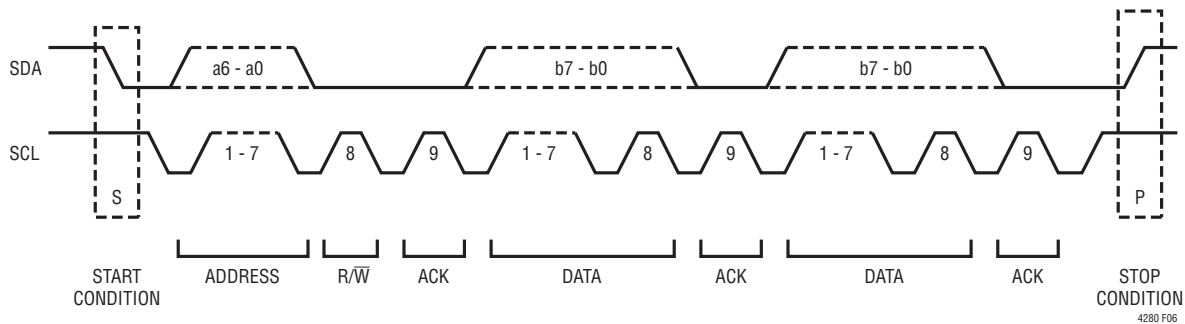 SDA
a6 - a0
b7 - b0
b7 - b0
SCL
1 - 7
8
9
1 - 7
8
9
1 - 7
8
9
S
P
START
CONDITION
ADDRESS
R/W̅
ACK
DATA
ACK
DATA
ACK
STOP
CONDITION
4280 F06